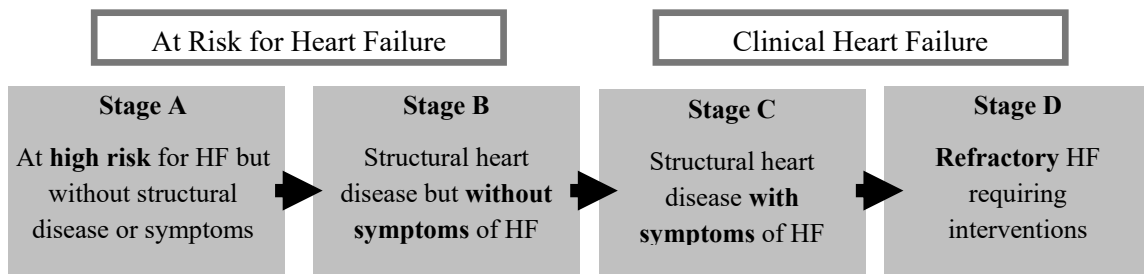 At Risk for Heart Failure
Clinical Heart Failure
Stage A
At high risk for HF but
without structural
disease or symptoms
Stage B
Structural heart
disease but without
symptoms of HF
Stage C
Structural heart
disease with
symptoms of HF
Stage D
Refractory HF
requiring
interventions